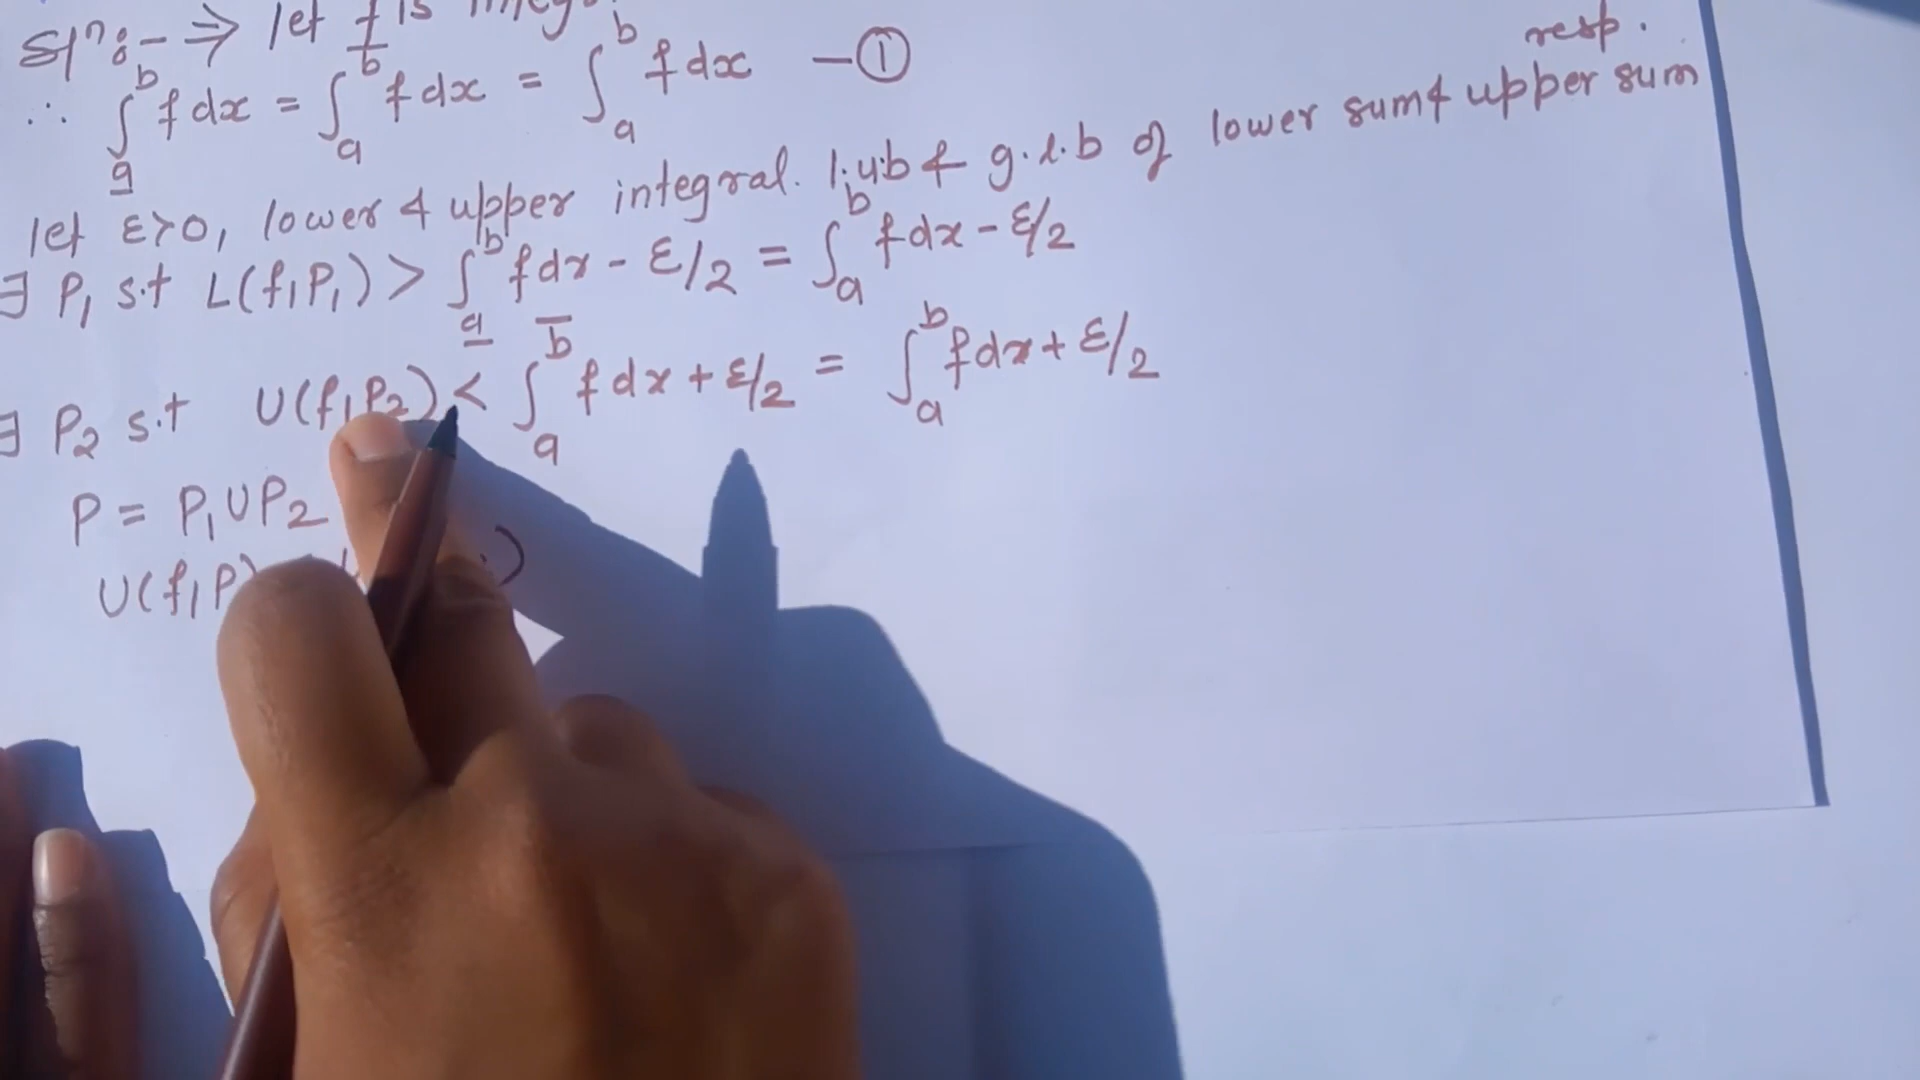 Sol^n :- ⇒ let f is integ
∴ ∫_a^b f dx = ∫_a^b f dx = ∫_a^b f dx — ①
resp.
let ε>0, lower & upper integral. l.u.b & g.l.b of lower sum & upper sum
∃ P₁ s.t L(f,P₁) > ∫_a^b f dx - ε/2 = ∫_a^b f dx - ε/2
∃ P₂ s.t U(f,P₂) < ∫_a^b f dx + ε/2 = ∫_a^b f dx + ε/2
P = P₁ ∪ P₂
U(f,P)